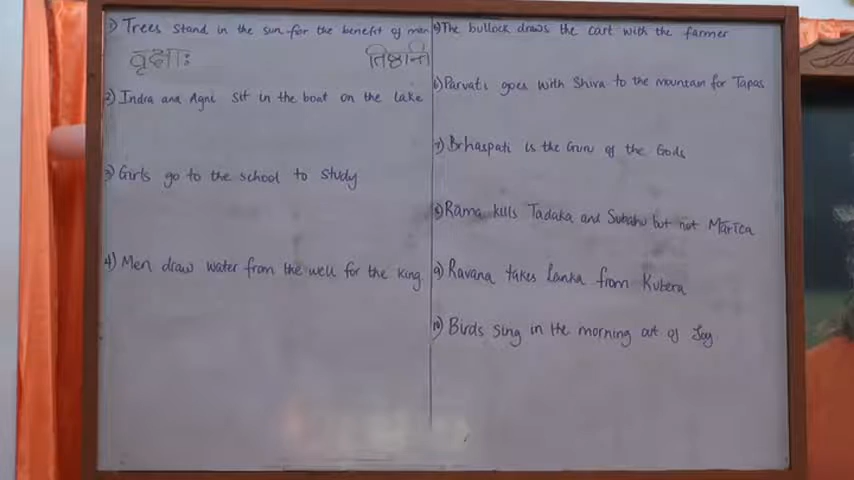 1) Trees stand in the sun for the benefit of men
वृक्षाः तिष्ठन्ति
2) Indra and Agni sit in the boat on the lake
3) Girls go to the school to study
4) Men draw water from the well for the king
5) The bullock draws the cart with the farmer
6) Parvati goes with Shiva to the mountain for Tapas
7) Brhaspati is the Guru of the Gods
8) Rāma kills Tadaka and Subahu but not Mārīca
9) Ravana takes Lanka from Kubera
10) Birds sing in the morning out of Joy